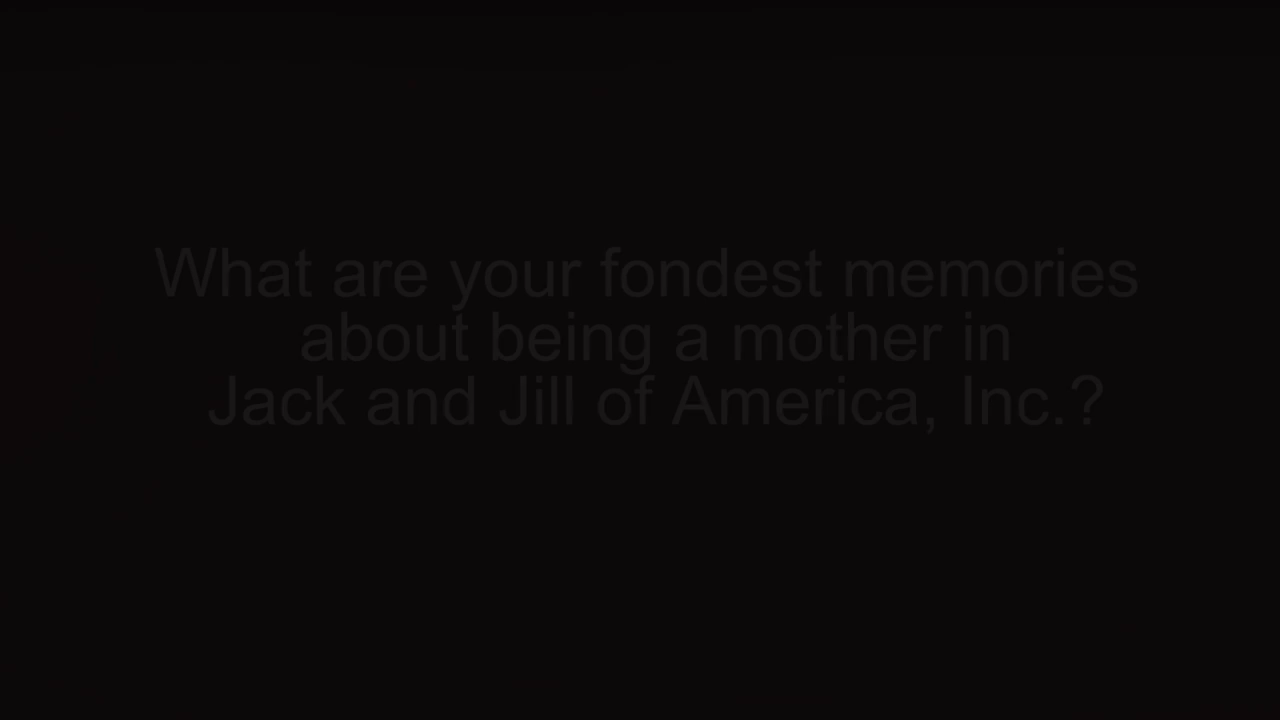 What are your fondest memories
about being a mother in
Jack and Jill of America, Inc.?